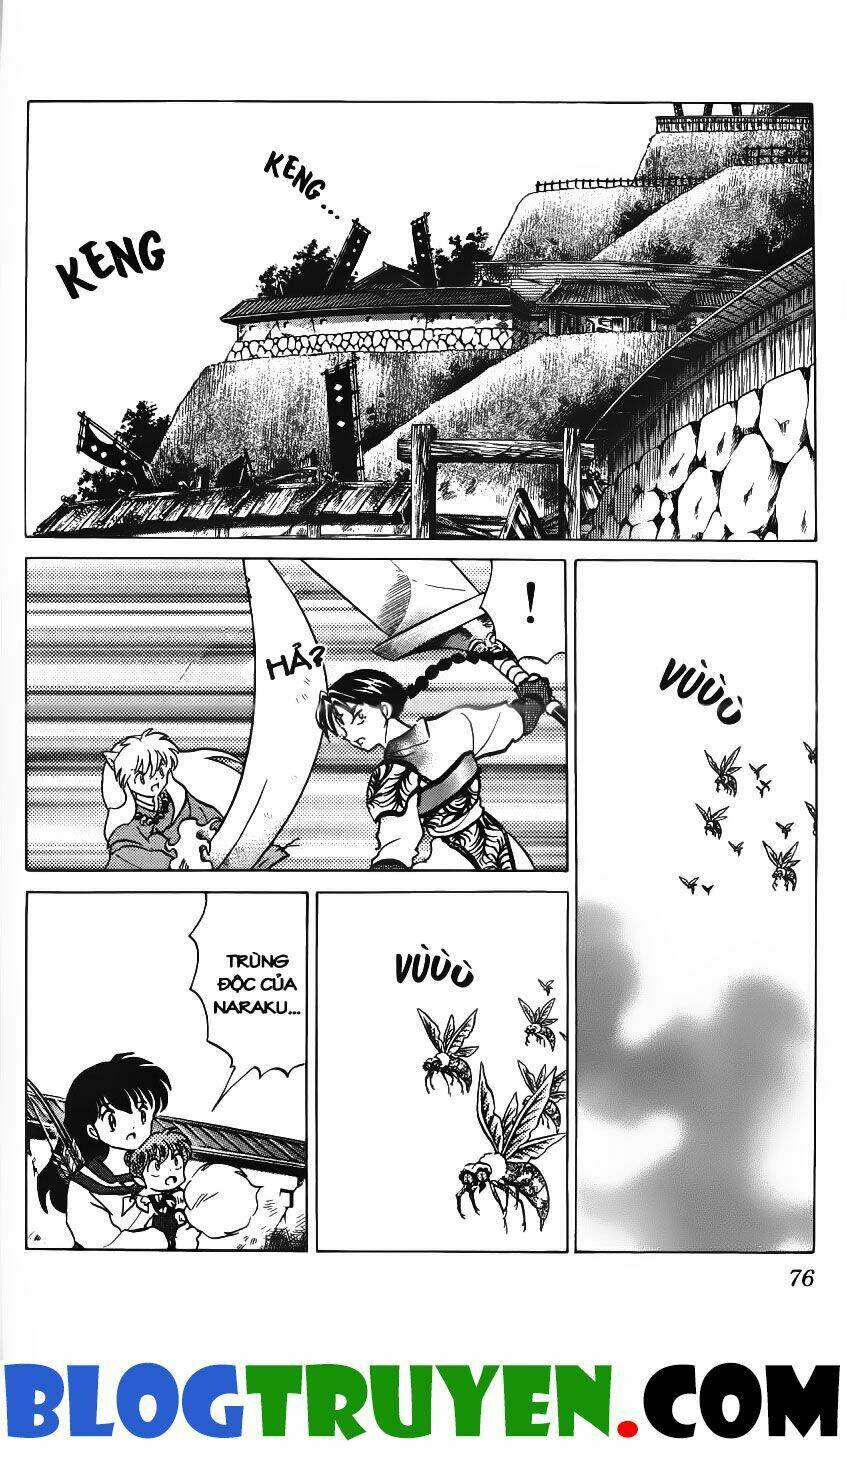 KENG...
KENG
HẢ?
!
VÙÙÙ
TRÙNG
ĐỘC CỦA
NARAKU...
VÙÙÙ
76
BLOGTRUYEN.COM